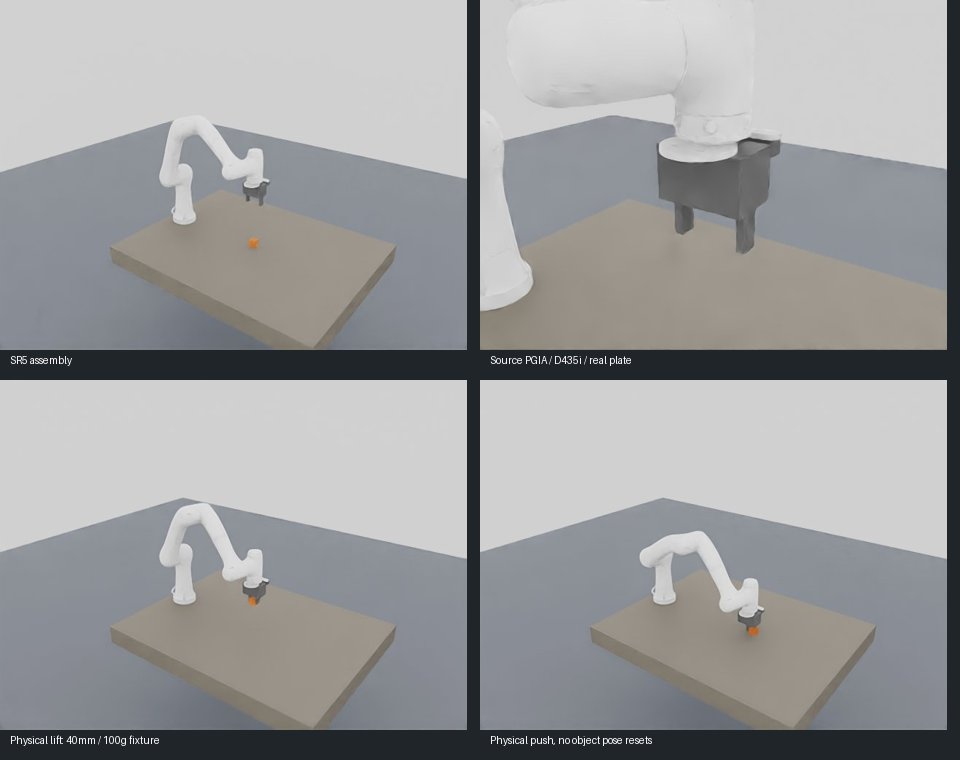 SR5 assembly
Source PGIA / D435i / real plate
Physical lift: 40mm / 100g fixture
Physical push, no object pose resets